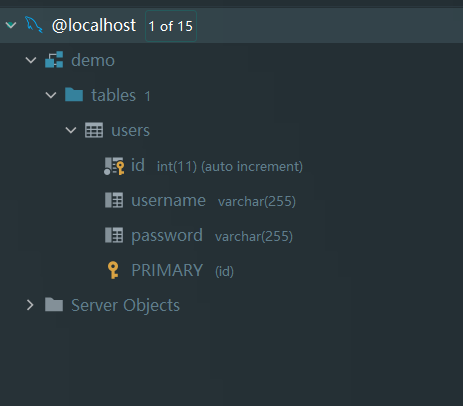 @localhost 1 of 15
demo
tables 1
users
id int(11) (auto increment)
username varchar(255)
password varchar(255)
PRIMARY (id)
Server Objects